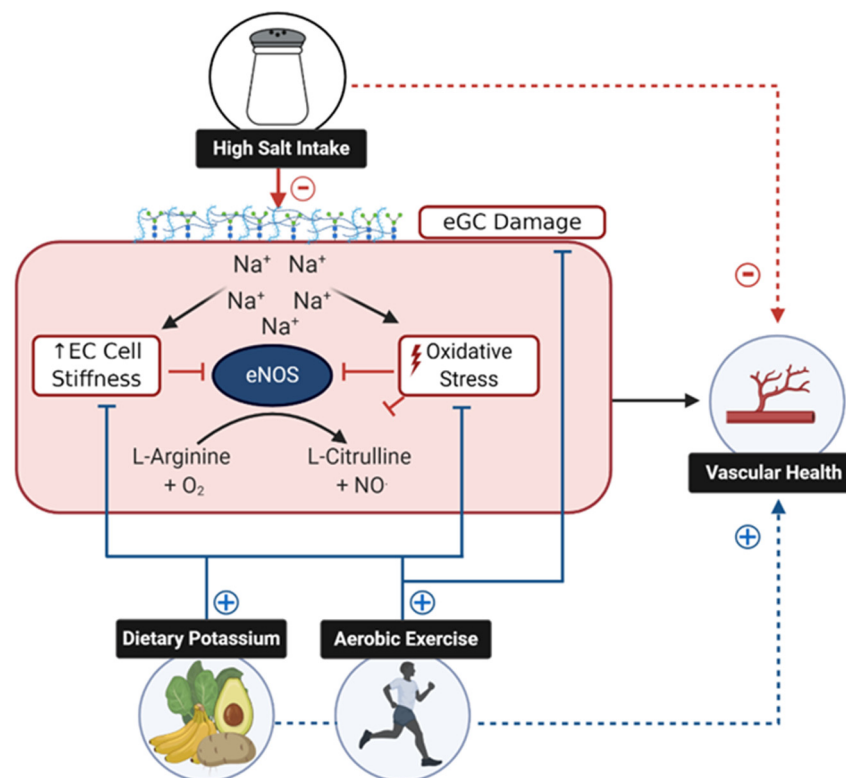 High Salt Intake
⊖
eGC Damage
Na⁺ Na⁺
Na⁺ Na⁺
Na⁺
⊖
↑EC Cell
Stiffness
eNOS
Oxidative
Stress
L-Arginine
+ O₂
L-Citrulline
+ NO·
Vascular Health
⊕
⊕
⊕
Dietary Potassium
Aerobic Exercise